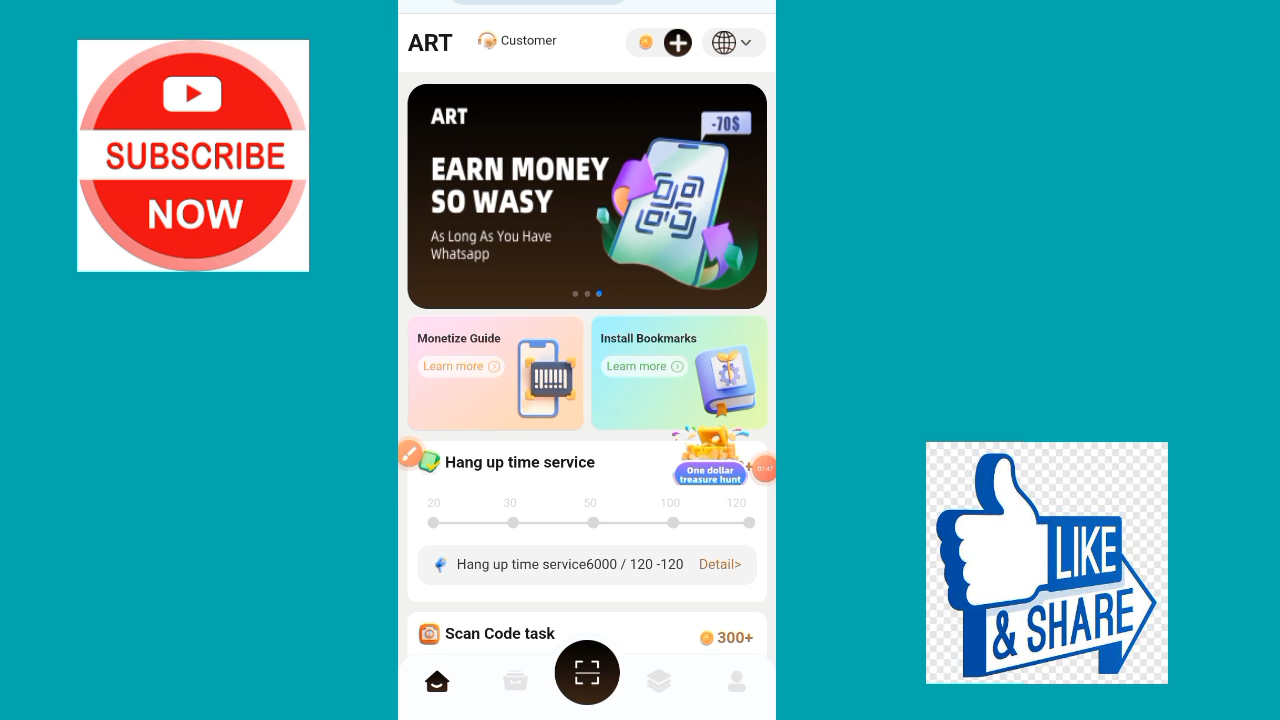 SUBSCRIBE
NOW
ART
Customer
ART
-70$
EARN MONEY
SO WASY
As Long As You Have
Whatsapp
Monetize Guide
Learn more
Install Bookmarks
Learn more
Hang up time service
One dollar
treasure hunt
+
01:47
20 30 50 100 120
Hang up time service6000 / 120 -120 Detail>
Scan Code task
300+
LIKE
& SHARE